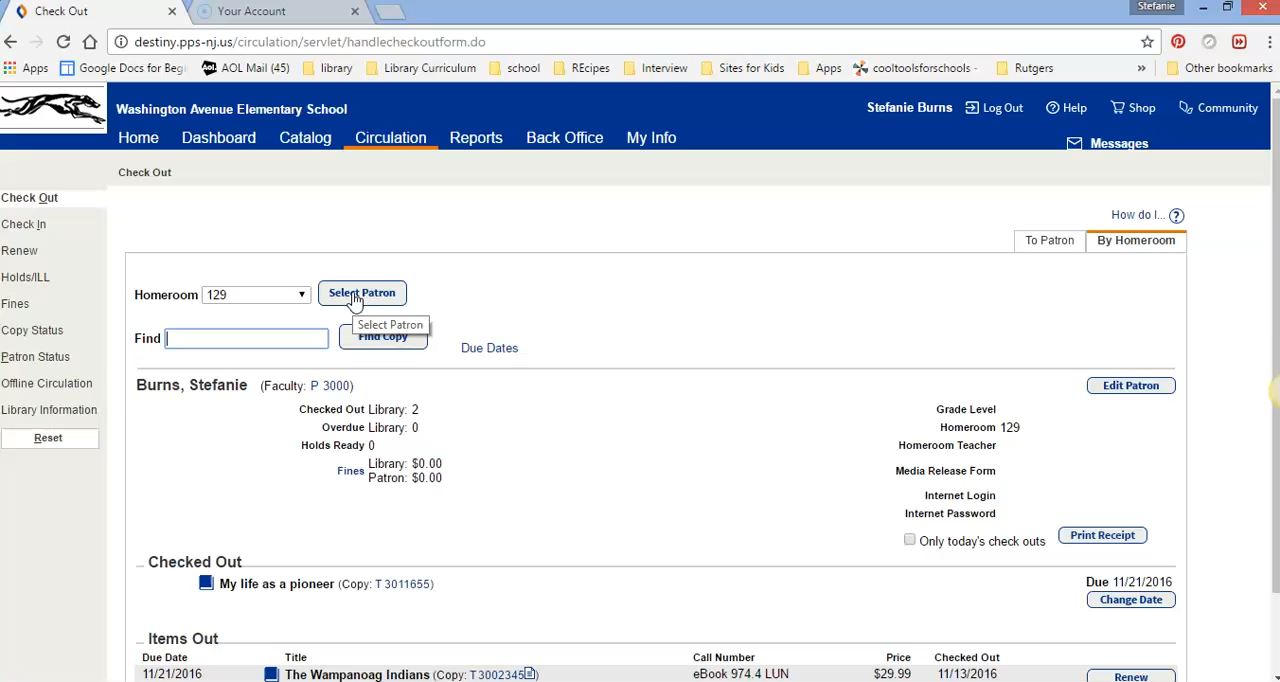 Check Out
Your Account
Stefanie
destiny.pps-nj.us/circulation/servlet/handlecheckoutform.do
Apps Google Docs for Begi AOL Mail (45) library Library Curriculum school REcipes Interview Sites for Kids Apps cooltoolsforschools - Rutgers » Other bookmarks
Washington Avenue Elementary School
Stefanie Burns Log Out Help Shop Community
Home Dashboard Catalog Circulation Reports Back Office My Info
Messages
Check Out
Check Out
Check In
Renew
Holds/ILL
Fines
Copy Status
Patron Status
Offline Circulation
Library Information
Reset
How do I... ?
To Patron By Homeroom
Homeroom 129 Select Patron
Select Patron
Find Find Copy Due Dates
Burns, Stefanie (Faculty: P 3000) Edit Patron
Checked Out Library: 2
Overdue Library: 0
Holds Ready 0
Fines Library: $0.00
Patron: $0.00
Grade Level
Homeroom 129
Homeroom Teacher
Media Release Form
Internet Login
Internet Password
Only today's check outs Print Receipt
Checked Out
My life as a pioneer (Copy: T 3011655) Due 11/21/2016
Change Date
Items Out
Due Date Title Call Number Price Checked Out
11/21/2016 The Wampanoag Indians (Copy: T 3002345) eBook 974.4 LUN $29.99 11/13/2016 Renew